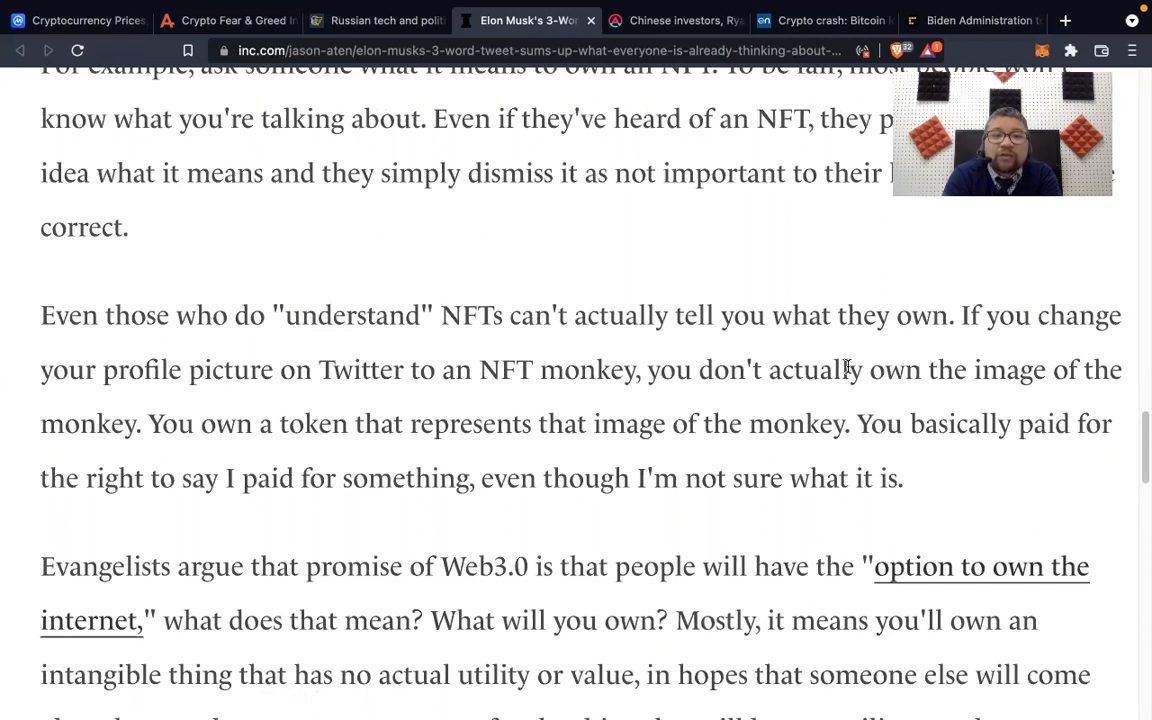 Cryptocurrency Prices,
Crypto Fear & Greed In
Russian tech and politi
Elon Musk's 3-Wor
Chinese investors, Rya
Crypto crash: Bitcoin
Biden Administration to
inc.com/jason-aten/elon-musks-3-word-tweet-sums-up-what-everyone-is-already-thinking-about-...
32
1
For example, ask someone what it means to own an NFT. To be fair, most people won't
know what you're talking about. Even if they've heard of an NFT, they
idea what it means and they simply dismiss it as not important to their
correct.
Even those who do "understand" NFTs can't actually tell you what they own. If you change
your profile picture on Twitter to an NFT monkey, you don't actually own the image of the
monkey. You own a token that represents that image of the monkey. You basically paid for
the right to say I paid for something, even though I'm not sure what it is.
Evangelists argue that promise of Web3.0 is that people will have the "option to own the
internet," what does that mean? What will you own? Mostly, it means you'll own an
intangible thing that has no actual utility or value, in hopes that someone else will come